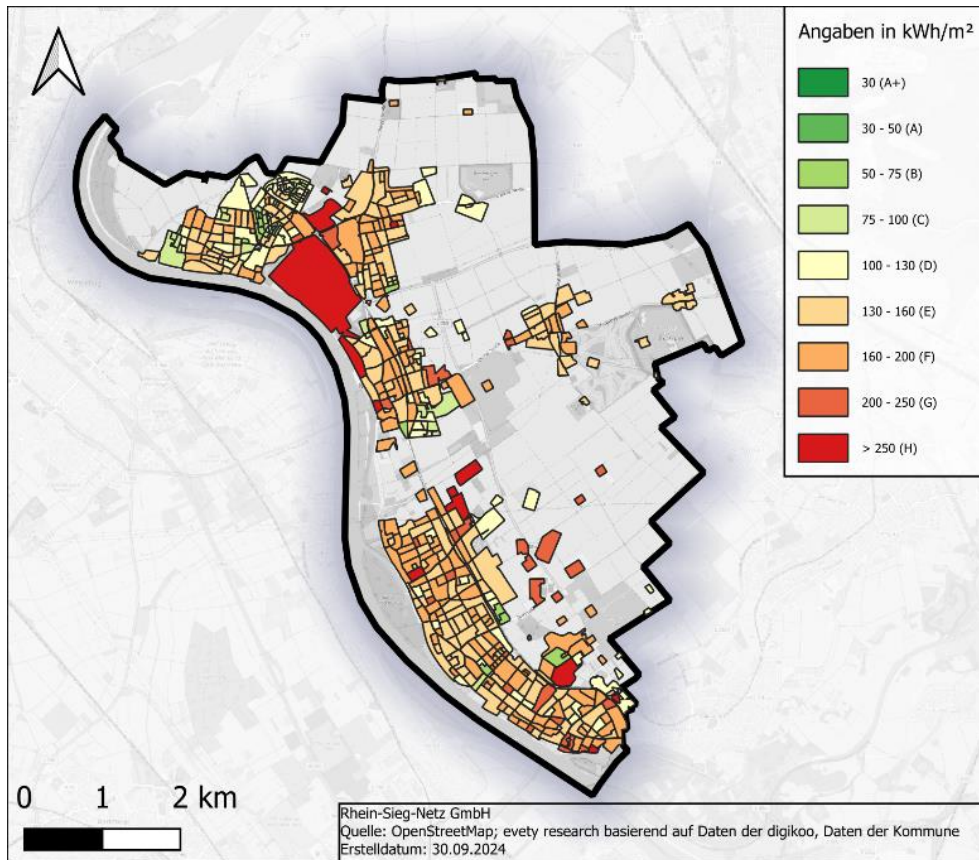 Angaben in kWh/m²
30 (A+)
30 - 50 (A)
50 - 75 (B)
75 - 100 (C)
100 - 130 (D)
130 - 160 (E)
160 - 200 (F)
200 - 250 (G)
> 250 (H)
0 1 2 km
Rhein-Sieg-Netz GmbH
Quelle: OpenStreetMap; evety research basierend auf Daten der digikoo, Daten der Kommune
Erstelldatum: 30.09.2024